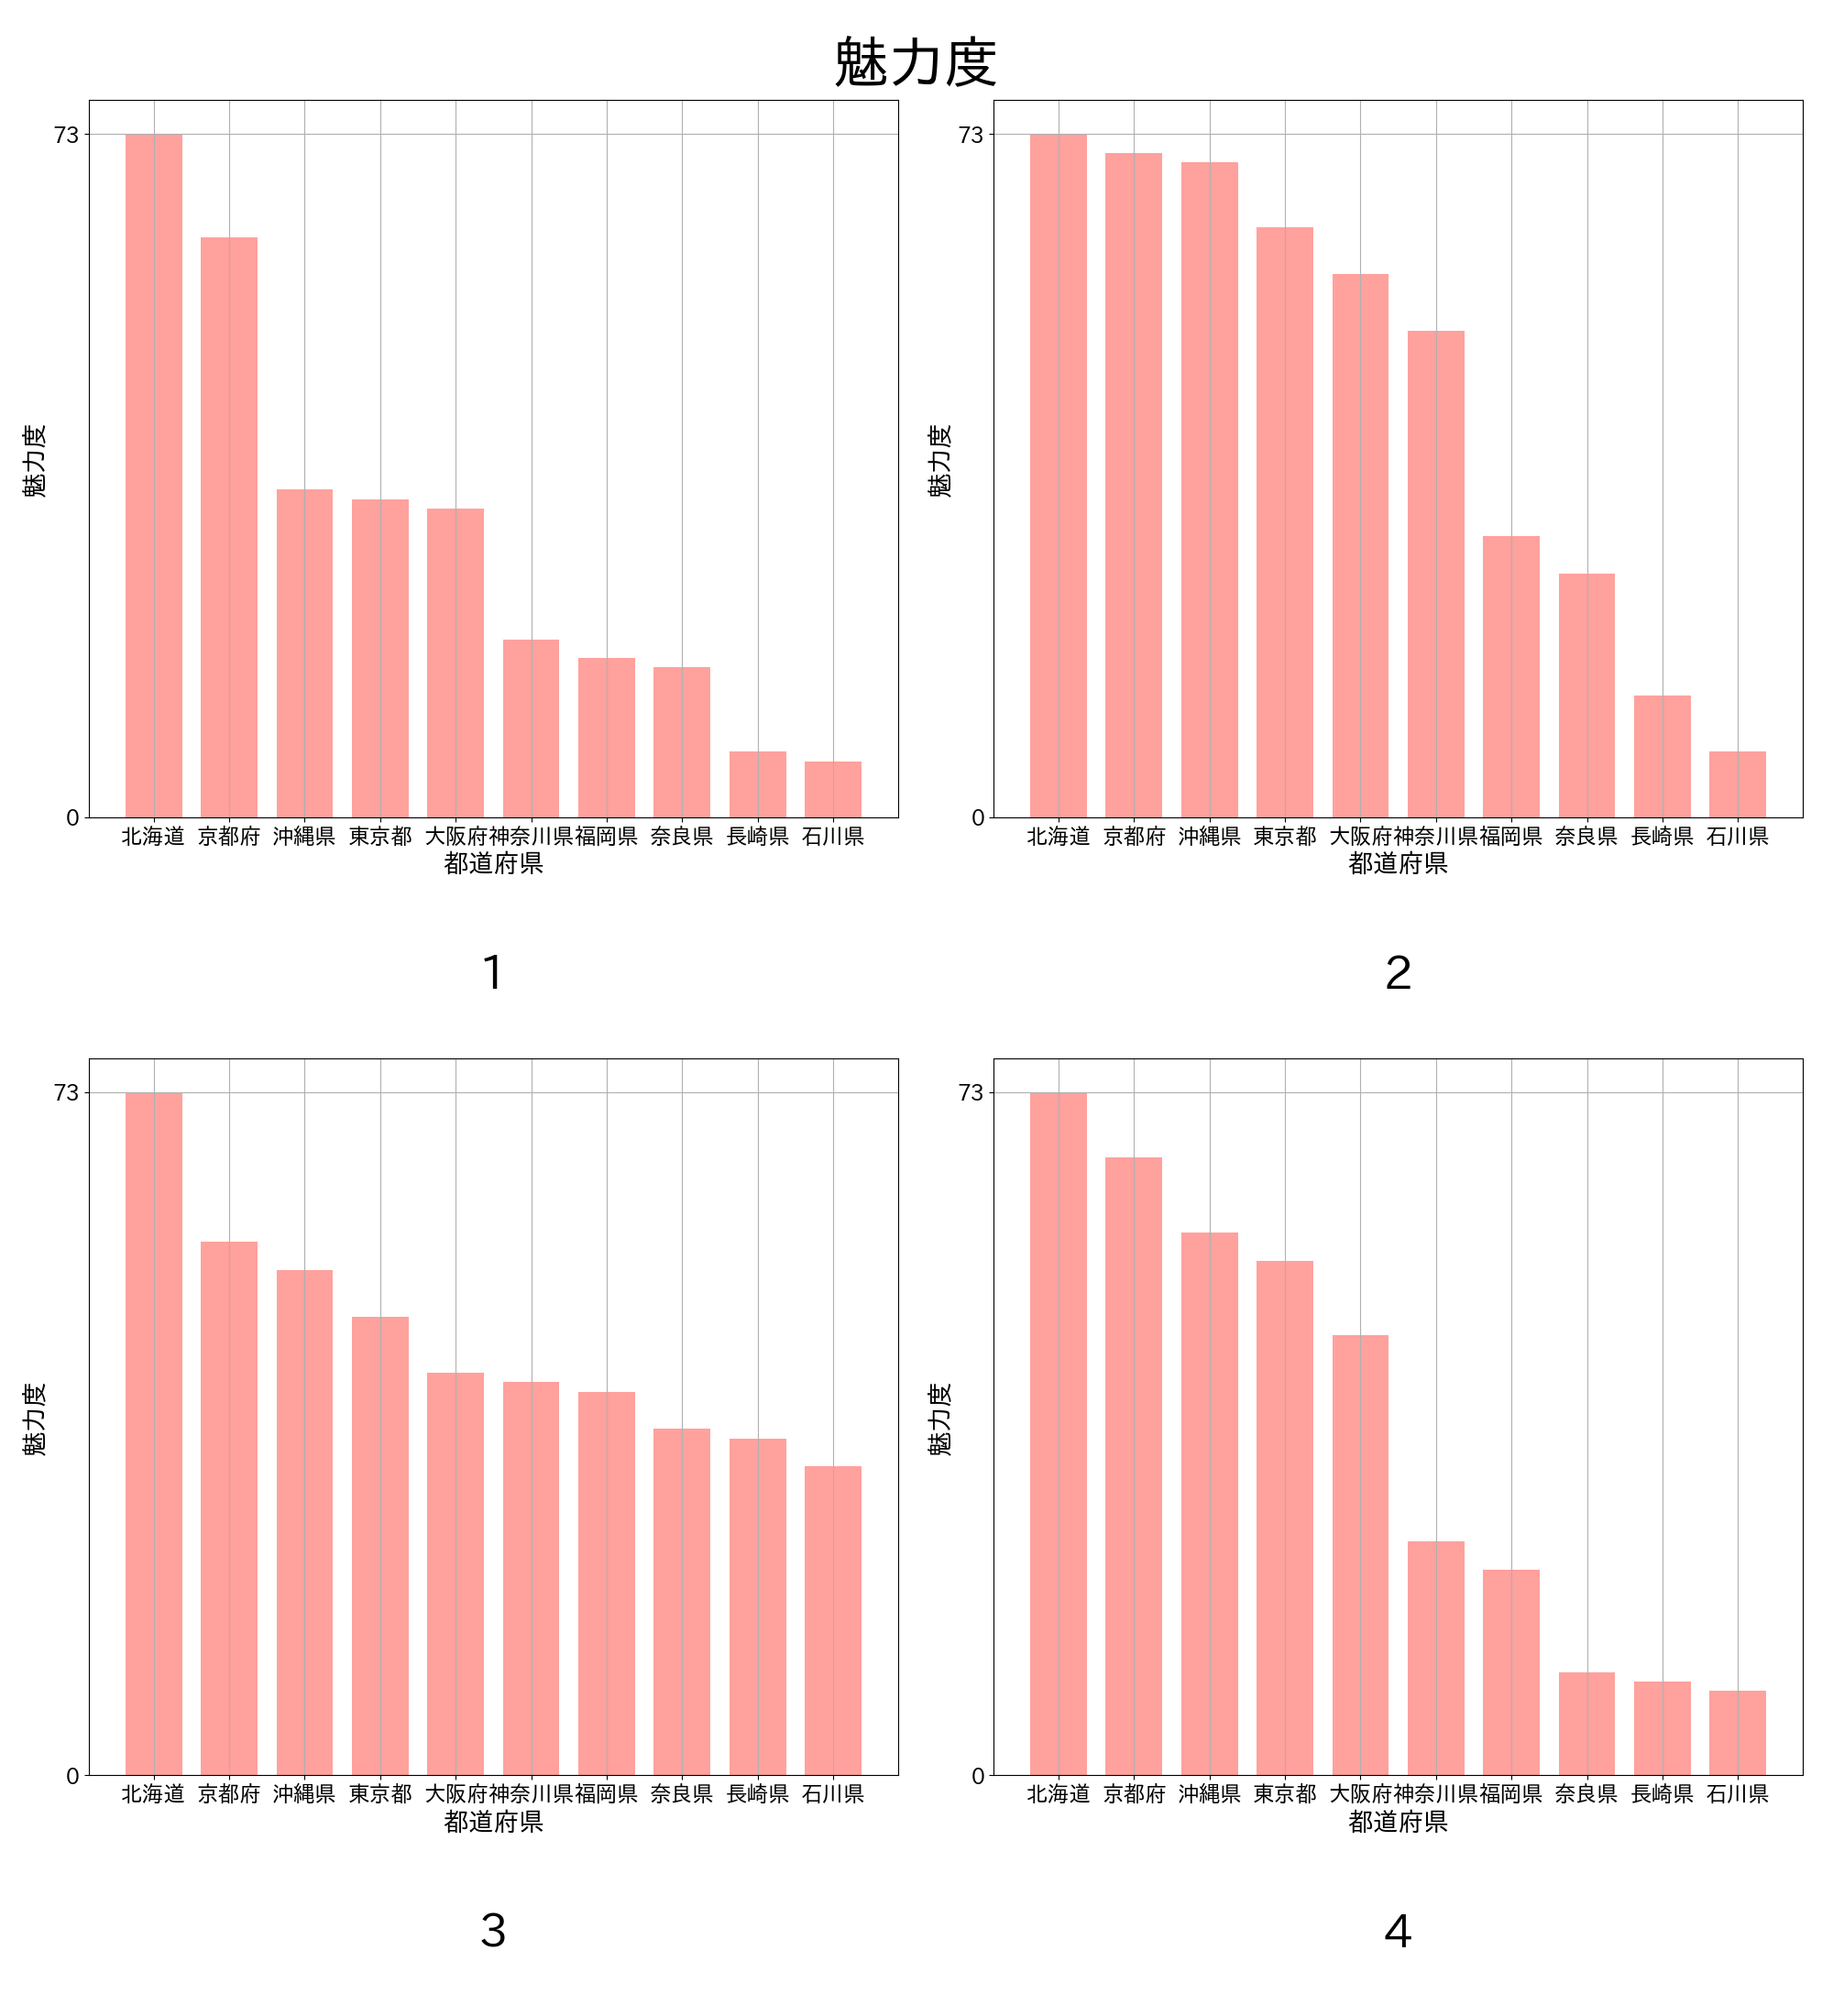 魅力度
73
0
魅力度
北海道 京都府 沖縄県 東京都 大阪府 神奈川県 福岡県 奈良県 長崎県 石川県
都道府県
1
73
0
魅力度
北海道 京都府 沖縄県 東京都 大阪府 神奈川県 福岡県 奈良県 長崎県 石川県
都道府県
2
73
0
魅力度
北海道 京都府 沖縄県 東京都 大阪府 神奈川県 福岡県 奈良県 長崎県 石川県
都道府県
3
73
0
魅力度
北海道 京都府 沖縄県 東京都 大阪府 神奈川県 福岡県 奈良県 長崎県 石川県
都道府県
4